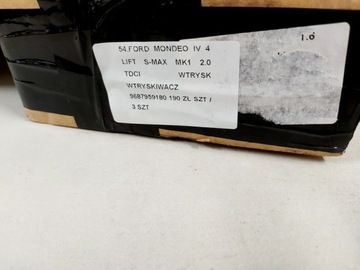 54.FORD MONDEO IV 4
LIFT S-MAX MK1 2.0
TDCI WTRYSK
WTRYSKIWACZ
9687959180 190 ZŁ SZT /
3 SZT
1.6